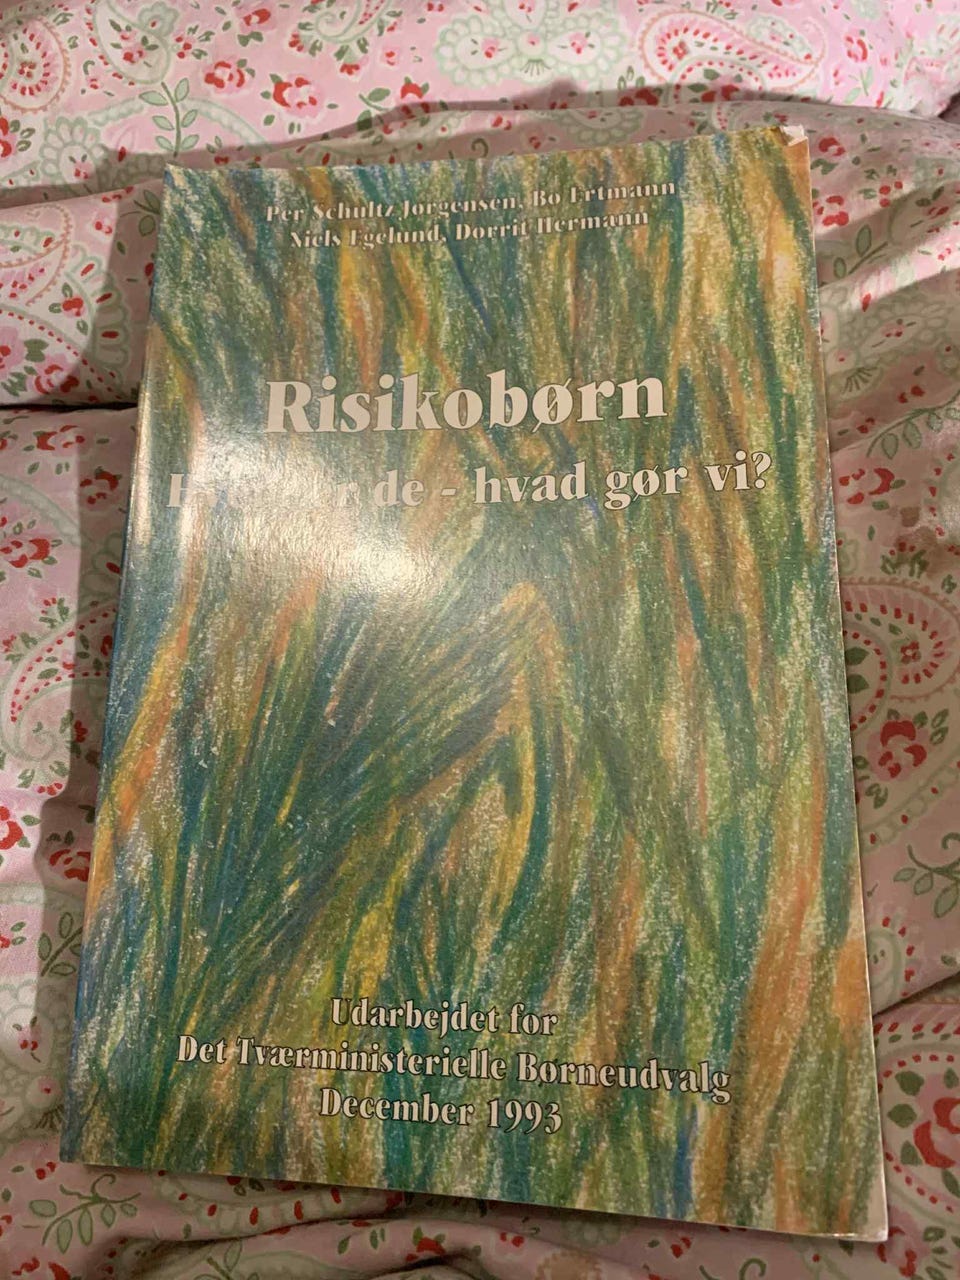 Per Schultz Jørgensen, Bo Ertmann
Niels Egelund, Dorrit Hermann
Risikobørn
de - hvad gør vi?
Udarbejdet for
Det Tværministerielle Børneudvalg
December 1993